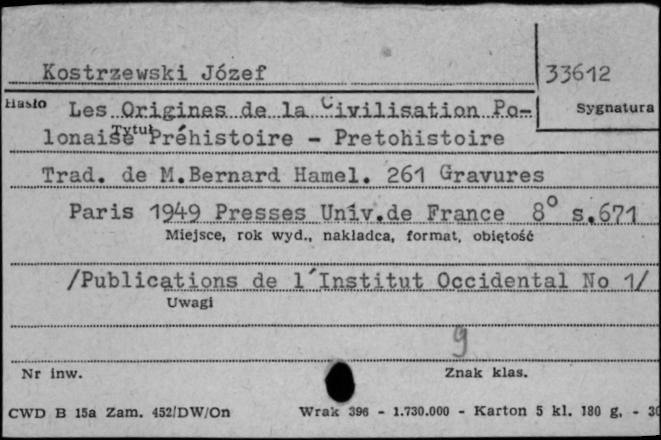 Kostrzewski Józef
33612
Hasło
Les Origines de la Civilisation Po-
Sygnatura
Tytuł
lonaise Préhistoire - Pretohistoire
Trad. de M.Bernard Hamel. 261 Gravures
Paris 1949 Presses Univ.de France 8° s.671
Miejsce, rok wyd., nakładca, format, objętość
/Publications de l'Institut Occidental No 1/
Uwagi
9
Nr inw.
Znak klas.
CWD B 15a Zam. 452/DW/On Wrak 396 - 1.730.000 - Karton 5 kl. 180 g. - 30